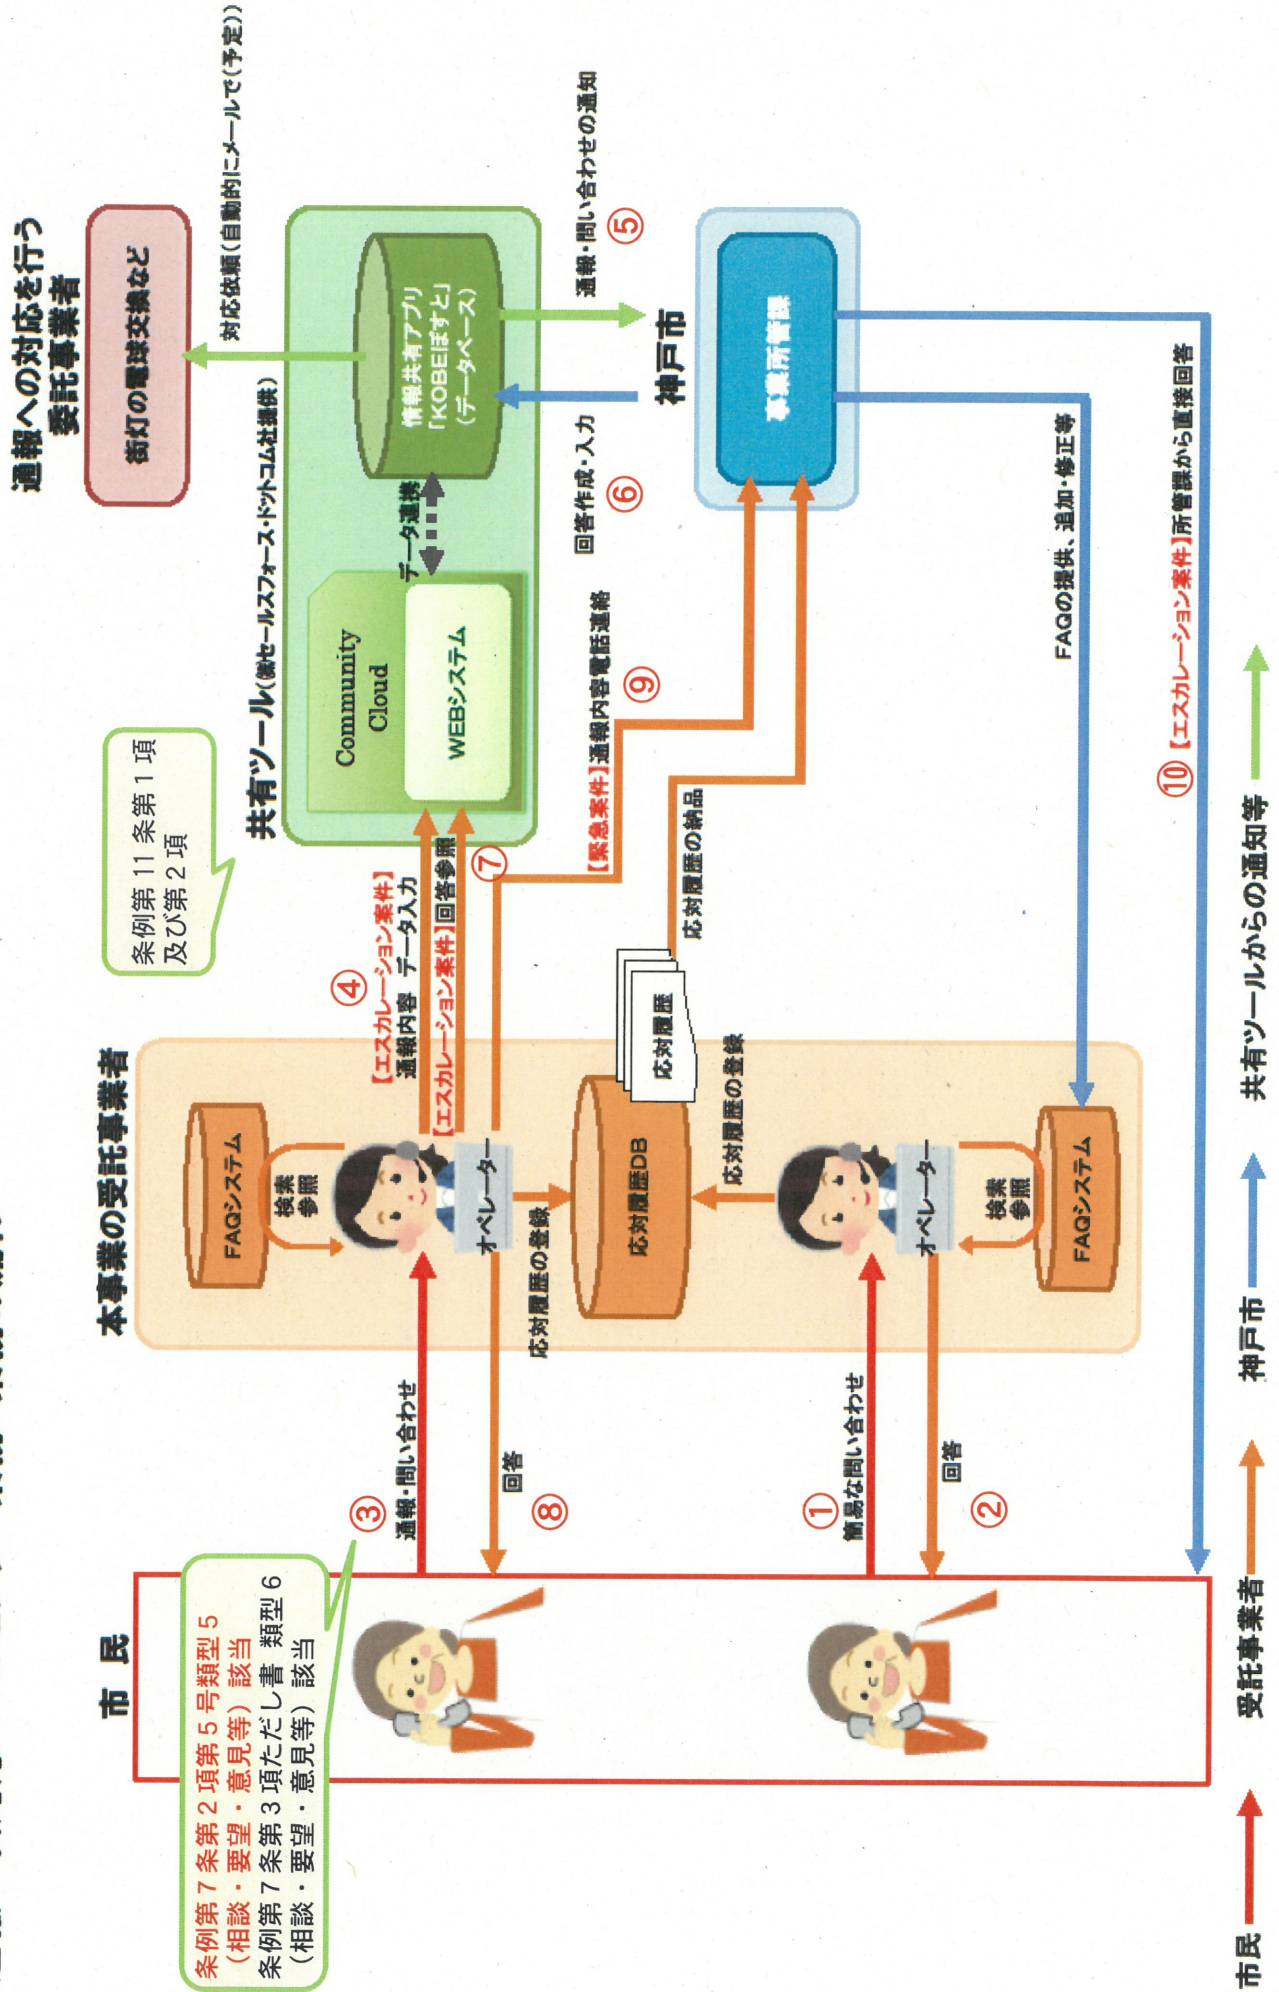 市 民
条例第７条第２項第５号類型５
（相談・要望・意見等）該当
条例第７条第３項ただし書 類型６
（相談・要望・意見等）該当
③
通報・問い合わせ
回答
⑧
①
簡易な問い合わせ
回答
②
本事業の受託事業者
FAQシステム
検索
参照
オペレーター
応対履歴の登録
応対履歴DB
応対履歴
応対履歴の登録
オペレーター
検索
参照
FAQシステム
条例第 11 条第１項
及び第２項
④
【エスカレーション案件】
通報内容 データ入力
【エスカレーション案件】回答参照
⑦
【緊急案件】通報内容電話連絡
⑨
応対履歴の納品
共有ツール(㈱セールスフォース・ドットコム社提供)
Community
Cloud
WEBシステム
データ連携
情報共有アプリ
「KOBEぽすと」
(データベース)
通報への対応を行う
委託事業者
街灯の電球交換など
対応依頼(自動的にメールで(予定))
通報・問い合わせの通知
⑤
回答作成・入力
⑥
神戸市
事業所管課
FAQの提供、追加・修正等
⑩【エスカレーション案件】所管課から直接回答
市民
受託事業者
神戸市
共有ツールからの通知等